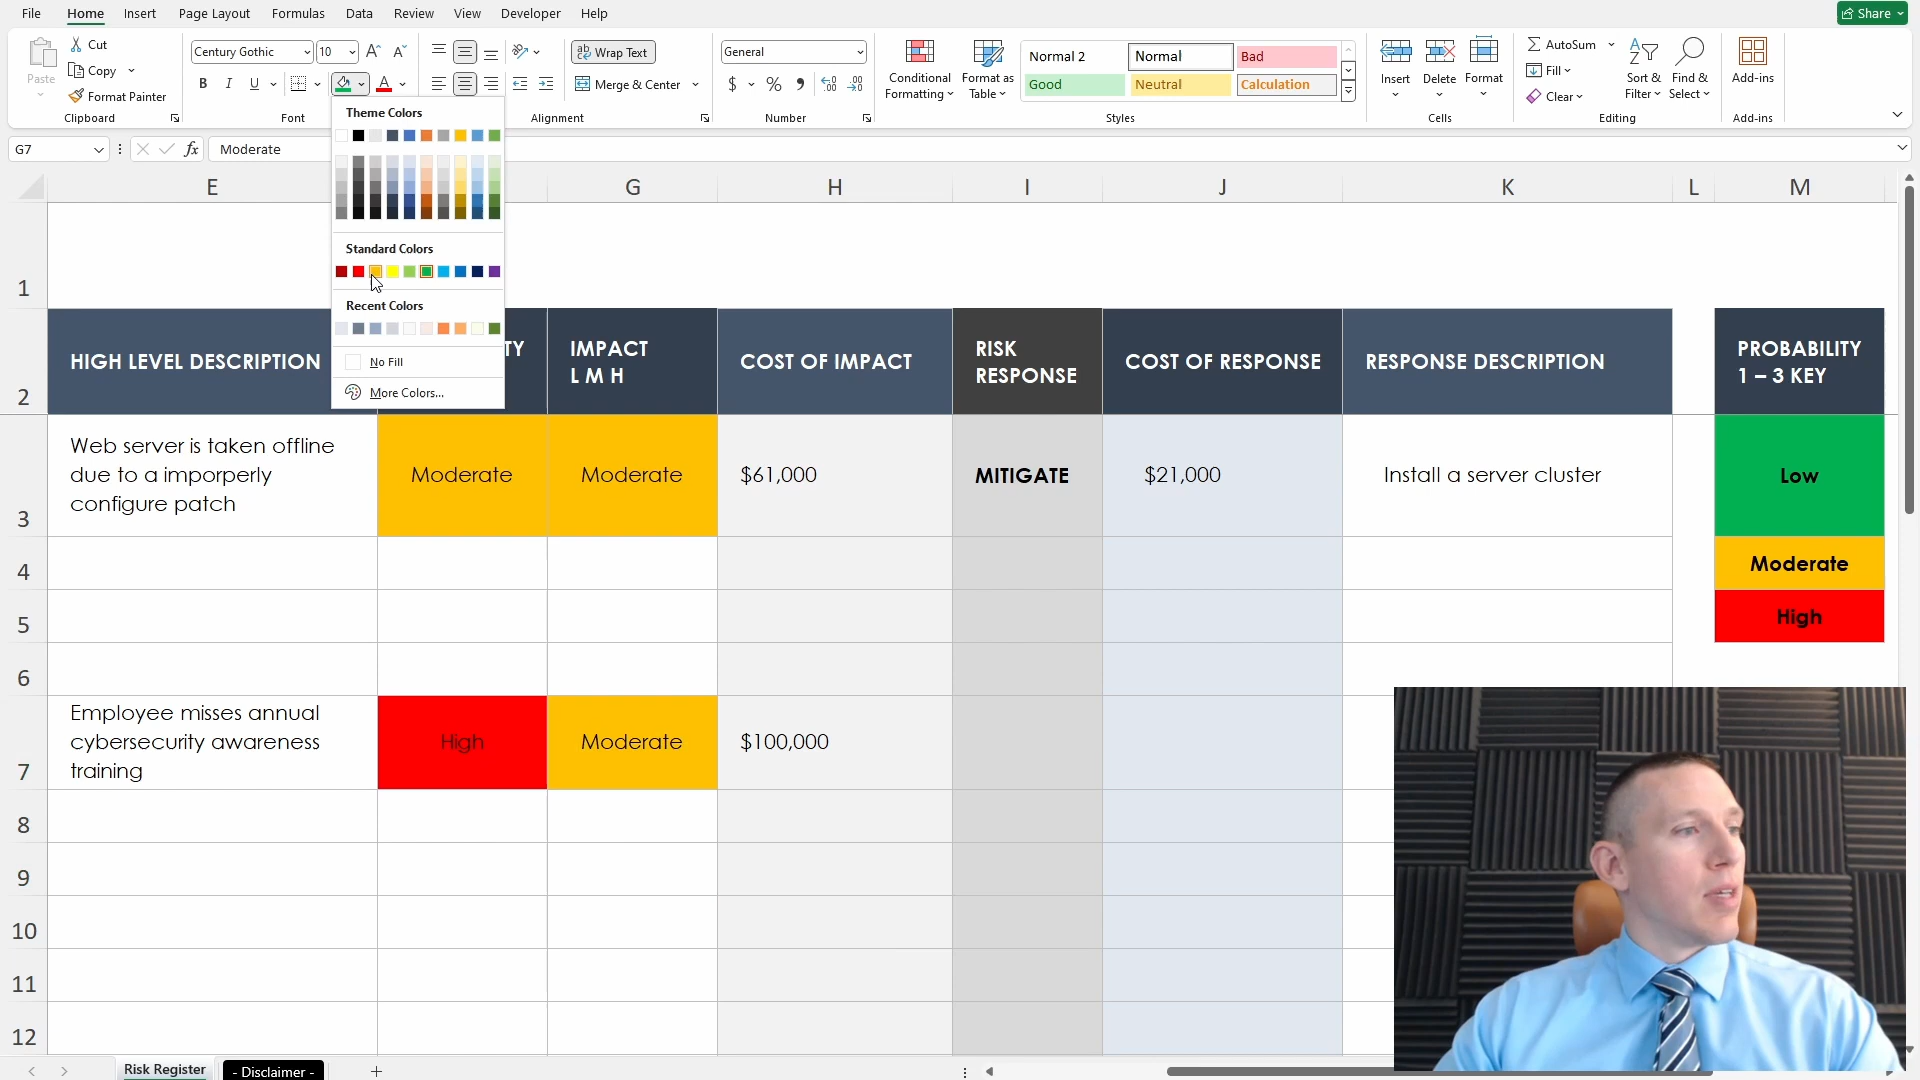 File Home Insert Page Layout Formulas Data Review View Developer Help Share
Paste Cut
Copy
Format Painter
Clipboard
Century Gothic 10
B I U
Font
Wrap Text
Merge & Center
Alignment
General
$ % ,
Number
Conditional
Formatting
Format as
Table
Normal 2 Normal Bad
Good Neutral Calculation
Styles
Insert Delete Format
Cells
AutoSum
Fill
Clear
Sort &
Filter
Find &
Select
Editing
Add-ins
Add-ins
G7 fx Moderate
Theme Colors
Standard Colors
Recent Colors
No Fill
More Colors...
E G H I J K L M
1
2
HIGH LEVEL DESCRIPTION
TY
IMPACT
L M H
COST OF IMPACT
RISK
RESPONSE
COST OF RESPONSE
RESPONSE DESCRIPTION
PROBABILITY
1 – 3 KEY
3
Web server is taken offline
due to a imporperly
configure patch
Moderate Moderate $61,000 MITIGATE $21,000 Install a server cluster Low
4 Moderate
5 High
6
7
Employee misses annual
cybersecurity awareness
training
High Moderate $100,000
8
9
10
11
12
Risk Register - Disclaimer -